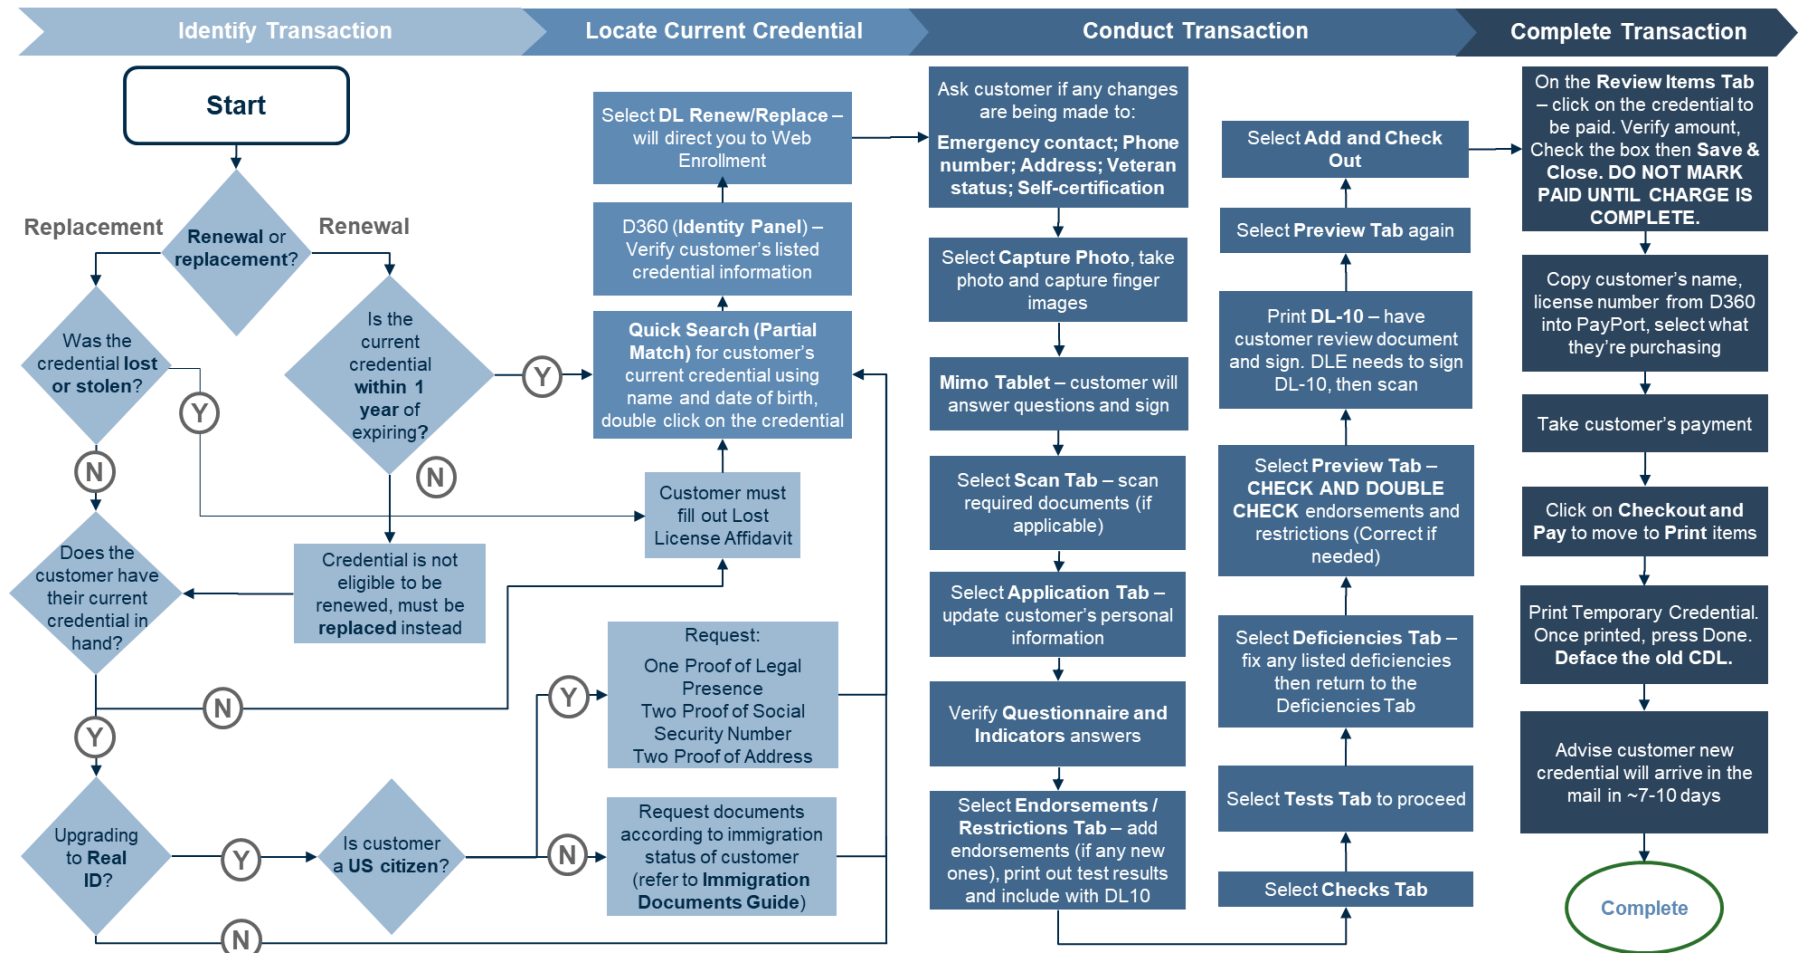 Identify Transaction
Locate Current Credential
Conduct Transaction
Complete Transaction
Start
Replacement
Renewal
Renewal or
replacement?
Was the
credential lost
or stolen?
Y
N
Is the
current
credential
within 1
year of
expiring?
Y
N
Does the
customer have
their current
credential in
hand?
Credential is not
eligible to be
renewed, must be
replaced instead
N
Y
Upgrading
to Real
ID?
Y
N
Is customer
a US citizen?
Y
N
Request:
One Proof of Legal
Presence
Two Proof of Social
Security Number
Two Proof of Address
Request documents
according to immigration
status of customer
(refer to Immigration
Documents Guide)
Customer must
fill out Lost
License Affidavit
Quick Search (Partial
Match) for customer’s
current credential using
name and date of birth,
double click on the credential
D360 (Identity Panel) –
Verify customer’s listed
credential information
Select DL Renew/Replace –
will direct you to Web
Enrollment
Ask customer if any changes
are being made to:
Emergency contact; Phone
number; Address; Veteran
status; Self-certification
Select Capture Photo, take
photo and capture finger
images
Mimo Tablet – customer will
answer questions and sign
Select Scan Tab – scan
required documents (if
applicable)
Select Application Tab –
update customer’s personal
information
Verify Questionnaire and
Indicators answers
Select Endorsements /
Restrictions Tab – add
endorsements (if any new
ones), print out test results
and include with DL10
Select Checks Tab
Select Tests Tab to proceed
Select Deficiencies Tab –
fix any listed deficiencies
then return to the
Deficiencies Tab
Select Preview Tab –
CHECK AND DOUBLE
CHECK endorsements and
restrictions (Correct if
needed)
Print DL-10 – have
customer review document
and sign. DLE needs to sign
DL-10, then scan
Select Preview Tab again
Select Add and Check
Out
On the Review Items Tab
– click on the credential to
be paid. Verify amount,
Check the box then Save &
Close. DO NOT MARK
PAID UNTIL CHARGE IS
COMPLETE.
Copy customer’s name,
license number from D360
into PayPort, select what
they’re purchasing
Take customer’s payment
Click on Checkout and
Pay to move to Print items
Print Temporary Credential.
Once printed, press Done.
Deface the old CDL.
Advise customer new
credential will arrive in the
mail in ~7-10 days
Complete